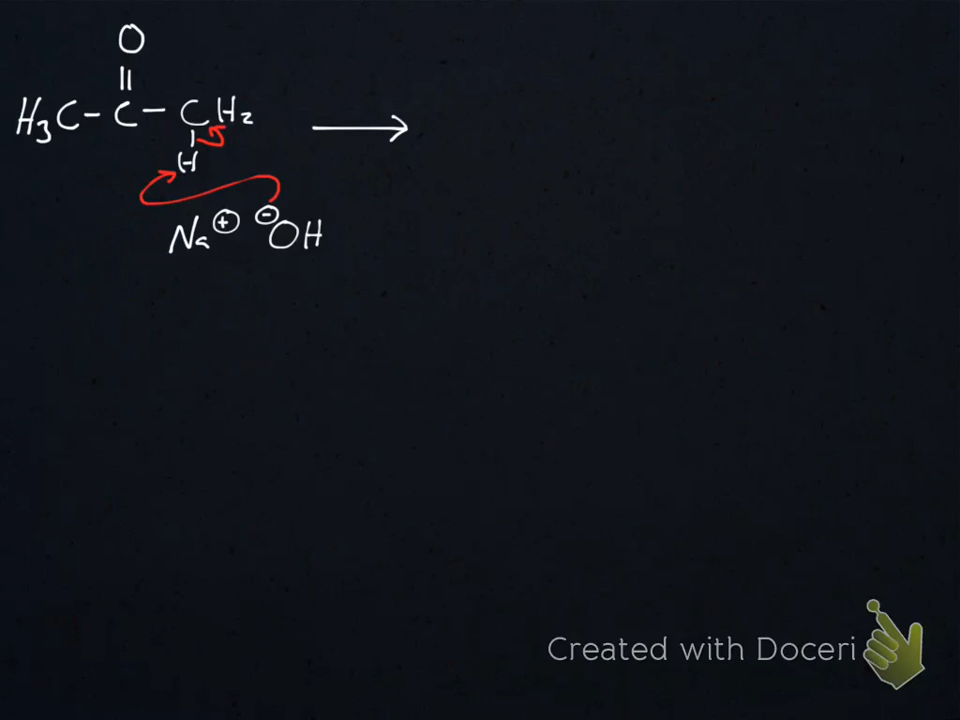 O
||
H₃C – C – CH₂
|
H
Na⊕ ⊖OH
Created with Doceri